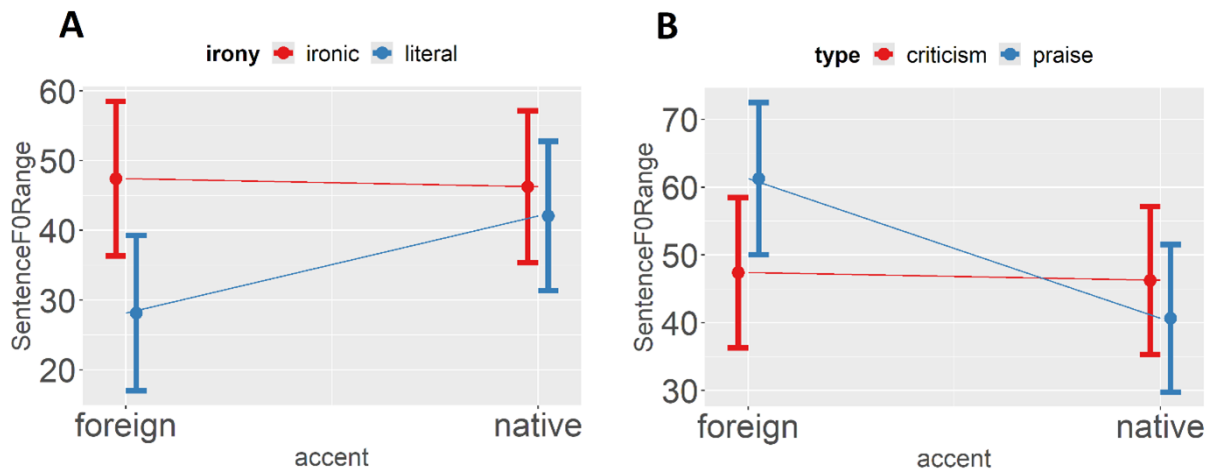 A
irony ironic literal
SentenceF0Range
60
50
40
30
20
foreign native
accent
B
type criticism praise
SentenceF0Range
70
60
50
40
30
foreign native
accent